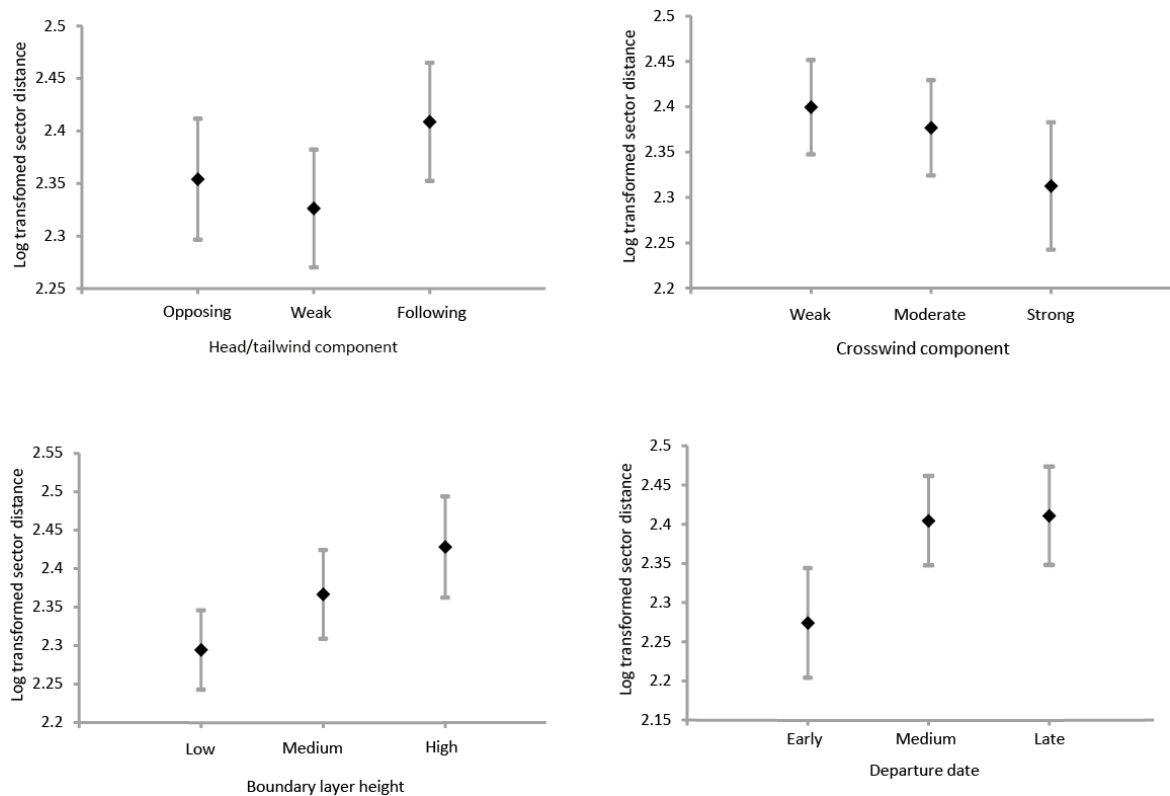 Log transfomed sector distance
2.5
2.45
2.4
2.35
2.3
2.25
Opposing Weak Following
Head/tailwind component
Log transformed sector distance
2.5
2.45
2.4
2.35
2.3
2.25
2.2
Weak Moderate Strong
Crosswind component
Log transformed sector distance
2.55
2.5
2.45
2.4
2.35
2.3
2.25
2.2
Low Medium High
Boundary layer height
Log transformed sector distance
2.5
2.45
2.4
2.35
2.3
2.25
2.2
2.15
Early Medium Late
Departure date